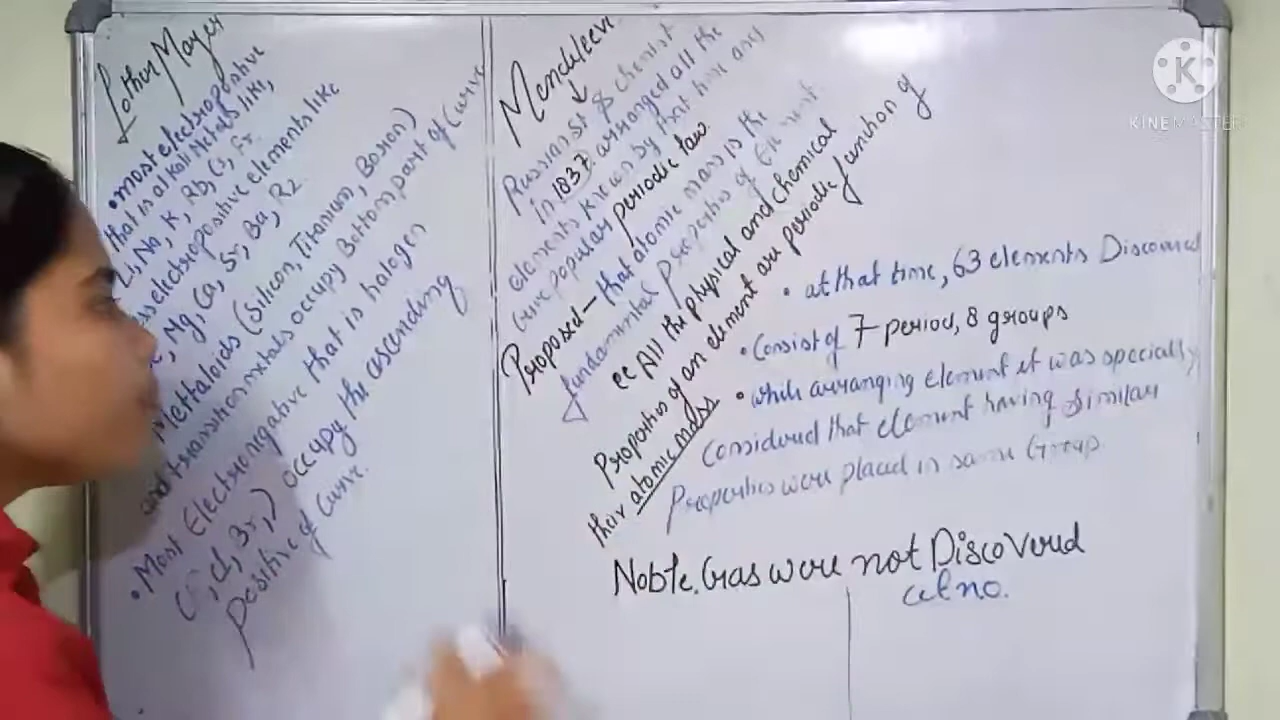 Lother Mayer
• most electropositive
that is alkali Metals like,
Li, Na, K, Rb, Cs, Fr.
electropositive elements like
Mg, Ca, Sr, Ba, Rz
Mettaloids (Silicon, Titanium, Boron)
and transition metals occupy Bottom part of Curve
• Most Electronegative that is halogen
Cl, Br, ) occupy the ascending
positive of Curve.
Mendeleev
Russian St & chemist
in 1837 arranged all the
elements known by that time and
Give popular periodic law.
Proposed - that atomic mass is the
fundamental Properties of
cc All the physical and chemical
Properties of an element are periodic function of
their atomic mass
• at that time, 63 elements Discovered
• Consist of 7 period, 8 groups
• while arranging element it was specially
Considered that element having similar
Properties were placed in same Group
Noble. Gas were not Discovered
at no.
K
KINEMASTER